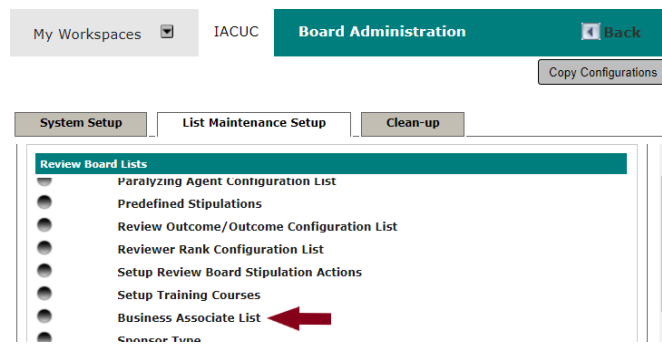 My Workspaces IACUC Board Administration Back
Copy Configurations
System Setup List Maintenance Setup Clean-up
Review Board Lists
Paralyzing Agent Configuration List
Predefined Stipulations
Review Outcome/Outcome Configuration List
Reviewer Rank Configuration List
Setup Review Board Stipulation Actions
Setup Training Courses
Business Associate List
Sponsor Type